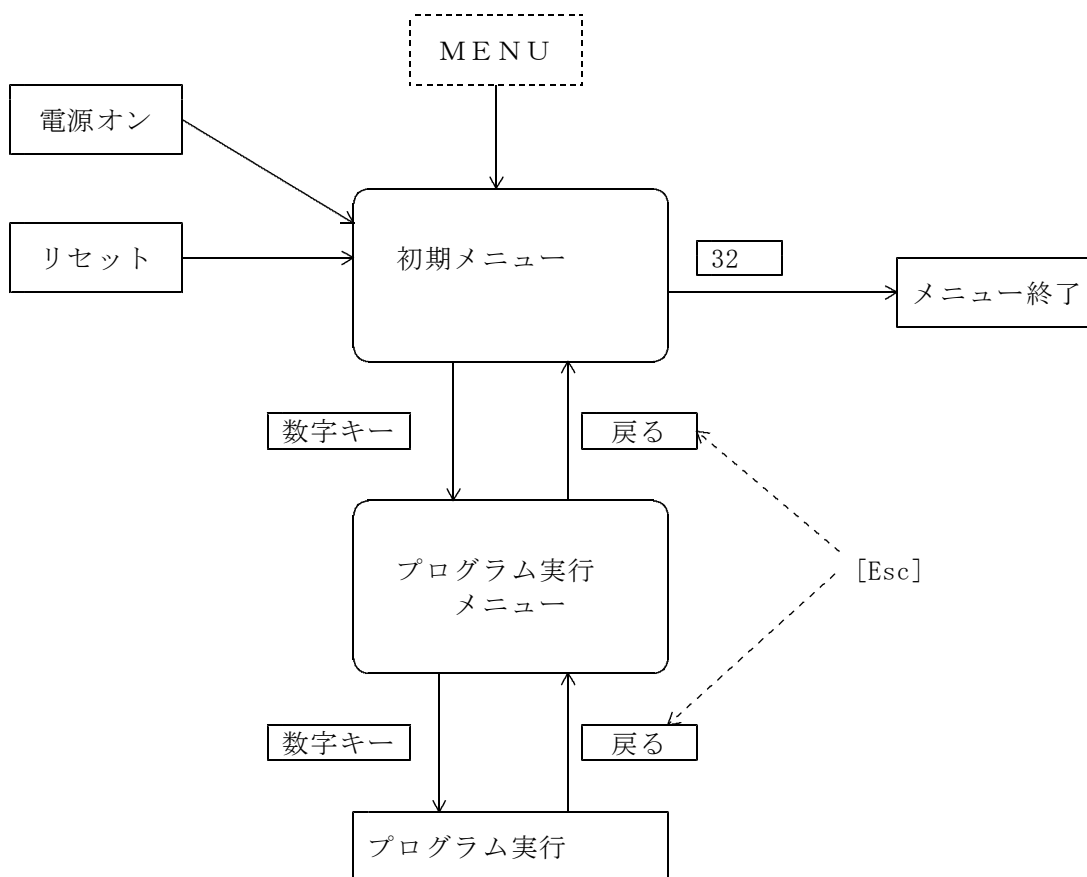 ＭＥＮＵ
電源オン
リセット
初期メニュー
32
メニュー終了
数字キー
戻る
プログラム実行
メニュー
[Esc]
数字キー
戻る
プログラム実行